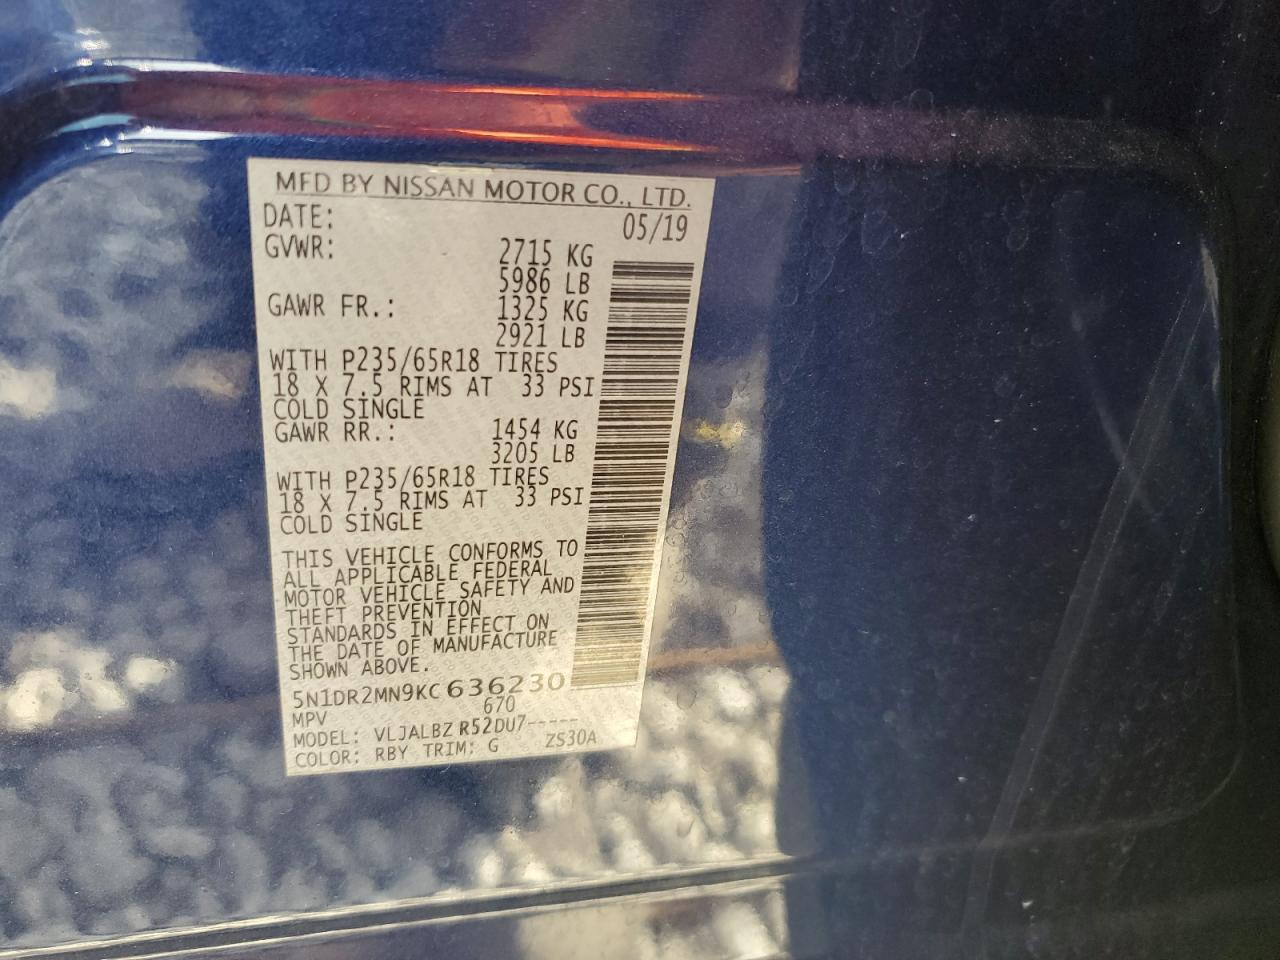 MFD BY NISSAN MOTOR CO., LTD.
DATE: 05/19
GVWR: 2715 KG
5986 LB
GAWR FR.: 1325 KG
2921 LB
WITH P235/65R18 TIRES
18 X 7.5 RIMS AT 33 PSI
COLD SINGLE
GAWR RR.: 1454 KG
3205 LB
WITH P235/65R18 TIRES
18 X 7.5 RIMS AT 33 PSI
COLD SINGLE
THIS VEHICLE CONFORMS TO
ALL APPLICABLE FEDERAL
MOTOR VEHICLE SAFETY AND
THEFT PREVENTION
STANDARDS IN EFFECT ON
THE DATE OF MANUFACTURE
SHOWN ABOVE.
5N1DR2MN9KC636230
MPV 670
MODEL: VLJALBZ R52DU7-----
COLOR: RBY TRIM: G ZS30A